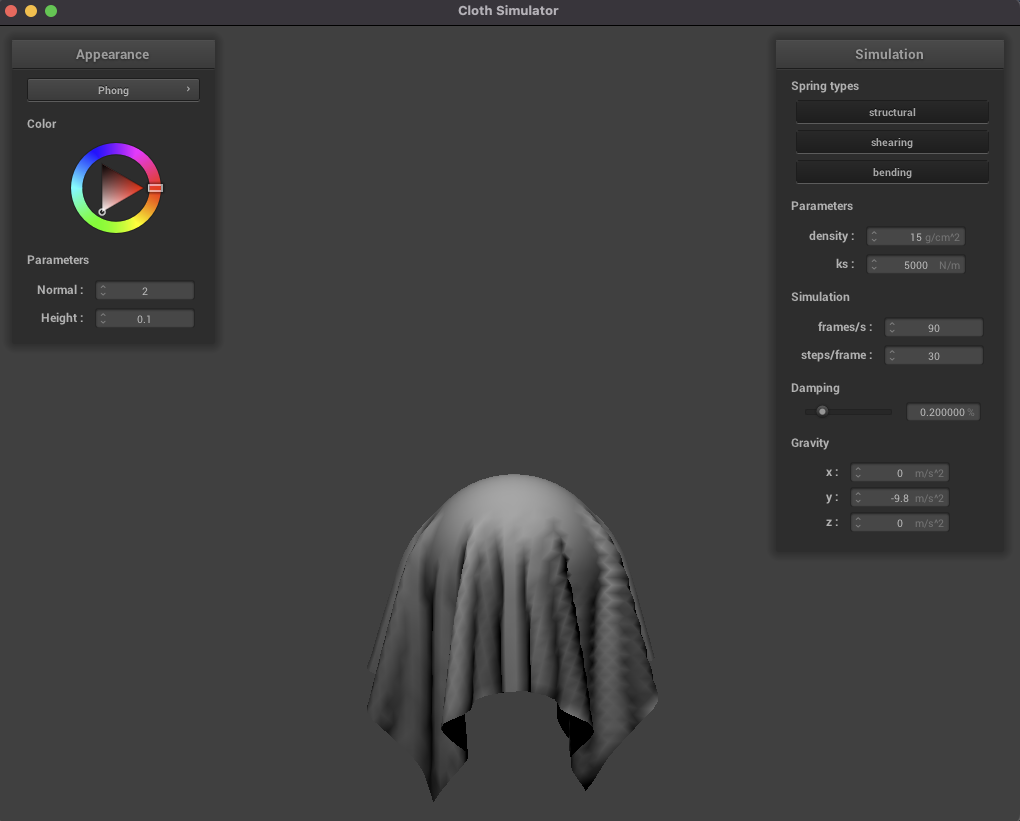 Cloth Simulator
Appearance
Phong
Color
Parameters
Normal : 2
Height : 0.1
Simulation
Spring types
structural
shearing
bending
Parameters
density : 15 g/cm^2
ks : 5000 N/m
Simulation
frames/s : 90
steps/frame : 30
Damping
0.200000 %
Gravity
x : 0 m/s^2
y : -9.8 m/s^2
z : 0 m/s^2